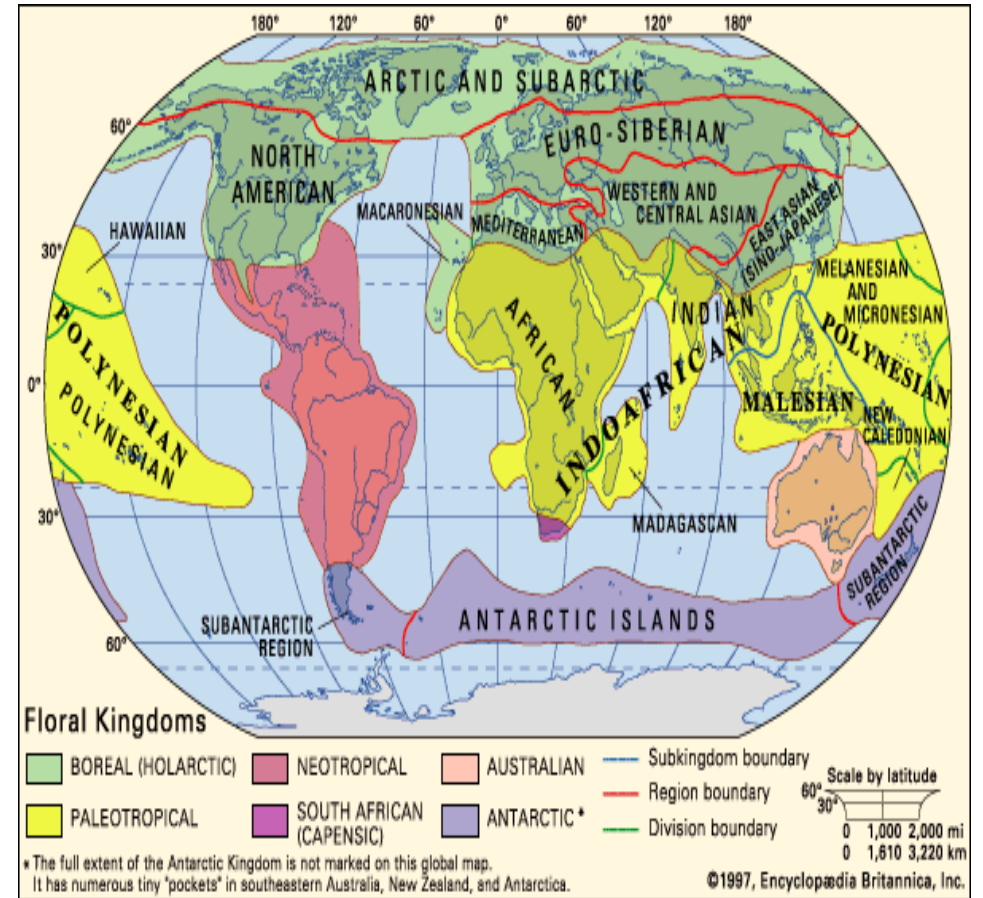 180° 120° 60° 0° 60° 120° 180°
ARCTIC AND SUBARCTIC
60°
EURO-SIBERIAN
NORTH
AMERICAN
WESTERN AND
CENTRAL ASIAN
EAST ASIAN
(SINO-JAPANESE)
MACARONESIAN
MEDITERRANEAN
HAWAIIAN
30°
MELANESIAN
AND
MICRONESIAN
INDIAN
AFRICAN
POLYNESIAN
POLYNESIAN
POLYNESIAN
0°
INDOAFRICAN
MALESIAN
NEW
CALEDONIAN
30°
MADAGASCAN
SUBANTARCTIC
REGION
SUBANTARCTIC
REGION
ANTARCTIC ISLANDS
60°
Floral Kingdoms
BOREAL (HOLARCTIC)
NEOTROPICAL
AUSTRALIAN
PALEOTROPICAL
SOUTH AFRICAN
(CAPENSIC)
ANTARCTIC *
Subkingdom boundary
Region boundary
Division boundary
Scale by latitude
60°
30°
0 1,000 2,000 mi
0 1,610 3,220 km
* The full extent of the Antarctic Kingdom is not marked on this global map.
It has numerous tiny "pockets" in southeastern Australia, New Zealand, and Antarctica.
©1997, Encyclopædia Britannica, Inc.